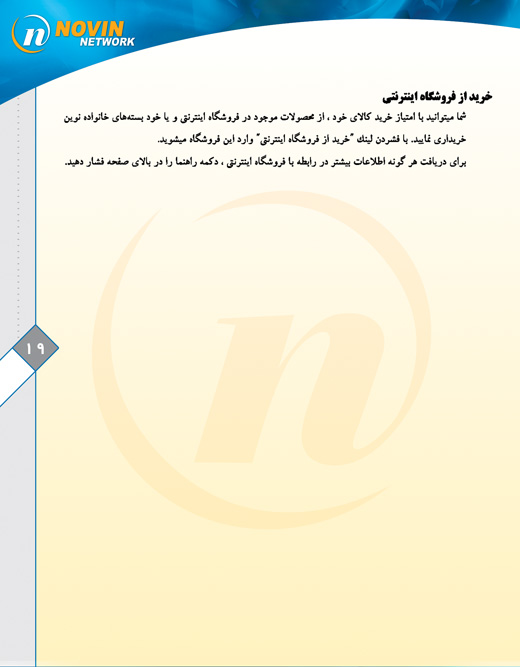 NOVIN
NETWORK
خرید از فروشگاه اینترنتی
شما میتوانید با امتیاز خرید کالای خود ، از محصولات موجود در فروشگاه اینترنتی و یا خود بسته‌های خانواده نوین
خریداری نمایید. با فشردن لینك "خرید از فروشگاه اینترنتی" وارد این فروشگاه میشوید.
برای دریافت هر گونه اطلاعات بیشتر در رابطه با فروشگاه اینترنتی ، دکمه راهنما را در بالای صفحه فشار دهید.
۱۹